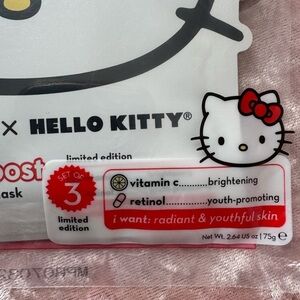 × HELLO KITTY®
limited edition
oost
ask
SET OF
3
limited
edition
vitamin c..........brightening
retinol..............youth-promoting
i want: radiant & youthful skin
Net Wt. 2.64 US oz | 75g e